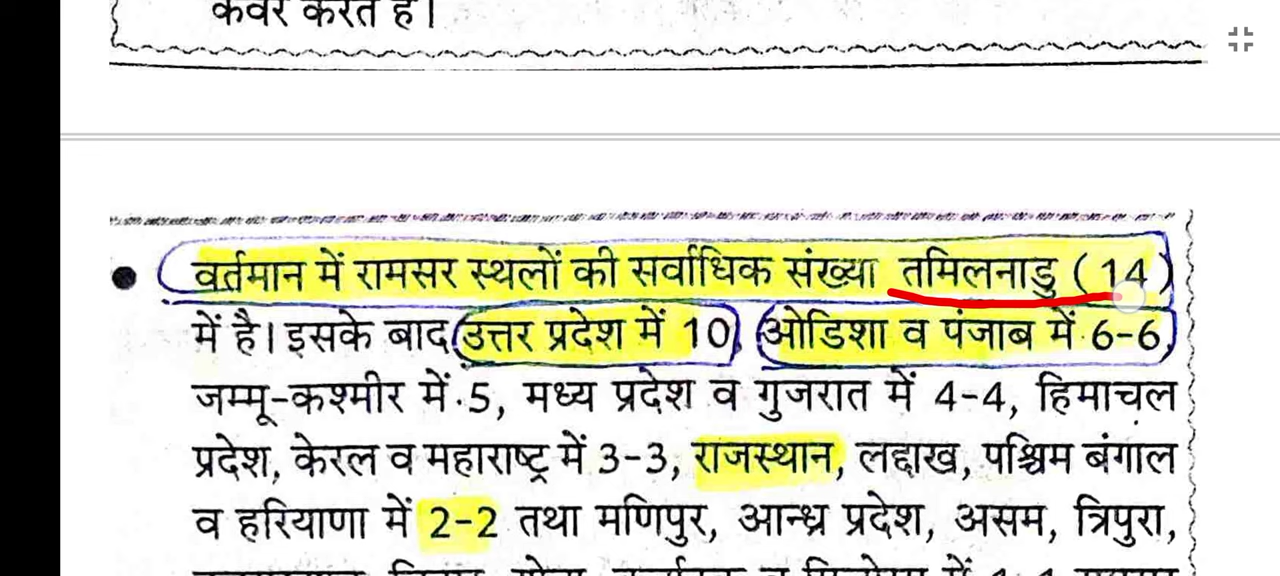 कवर करते हैं।
वर्तमान में रामसर स्थलों की सर्वाधिक संख्या तमिलनाडु (14)
में है। इसके बाद उत्तर प्रदेश में 10, ओडिशा व पंजाब में 6-6,
जम्मू-कश्मीर में 5, मध्य प्रदेश व गुजरात में 4-4, हिमाचल
प्रदेश, केरल व महाराष्ट्र में 3-3, राजस्थान, लद्दाख, पश्चिम बंगाल
व हरियाणा में 2-2 तथा मणिपुर, आन्ध्र प्रदेश, असम, त्रिपुरा,